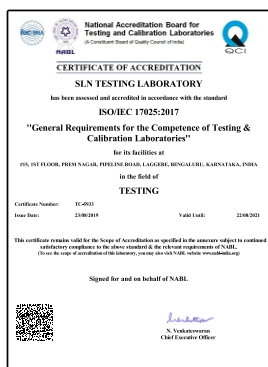 National Accreditation Board for
Testing and Calibration Laboratories
(A Constituent Board of Quality Council of India)
NABL
QCI
CERTIFICATE OF ACCREDITATION
SLN TESTING LABORATORY
has been assessed and accredited in accordance with the standard
ISO/IEC 17025:2017
"General Requirements for the Competence of Testing &
Calibration Laboratories"
for its facilities at
#15, 1ST FLOOR, PREM NAGAR, PIPELINE ROAD, LAGGERE, BENGALURU, KARNATAKA, INDIA
in the field of
TESTING
Certificate Number: TC-5933
Issue Date: 23/08/2019 Valid Until: 22/08/2021
This certificate remains valid for the Scope of Accreditation as specified in the annexure subject to continued
satisfactory compliance to the above standard & the relevant requirements of NABL.
(To see the scope of accreditation of this laboratory, you may also visit NABL website www.nabl-india.org)
Signed for and on behalf of NABL
N. Venkateswaran
Chief Executive Officer